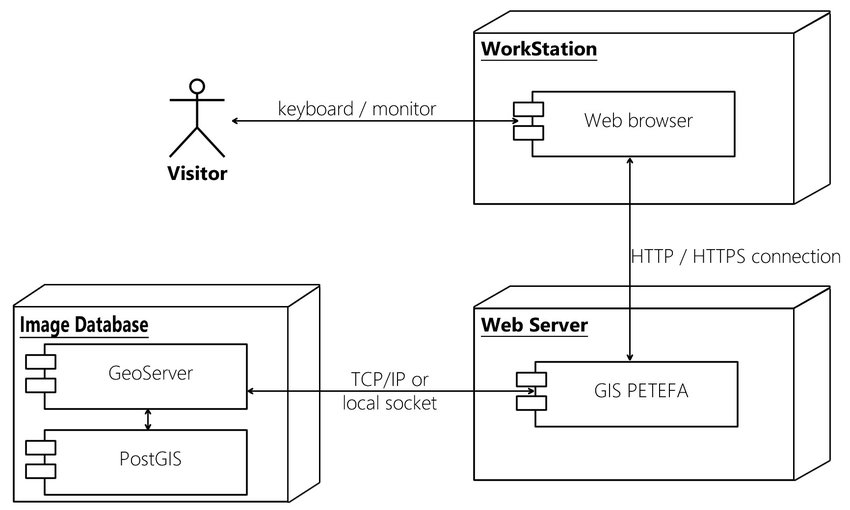 WorkStation
Web browser
keyboard / monitor
Visitor
HTTP / HTTPS connection
Image Database
GeoServer
PostGIS
TCP/IP or
local socket
Web Server
GIS PETEFA